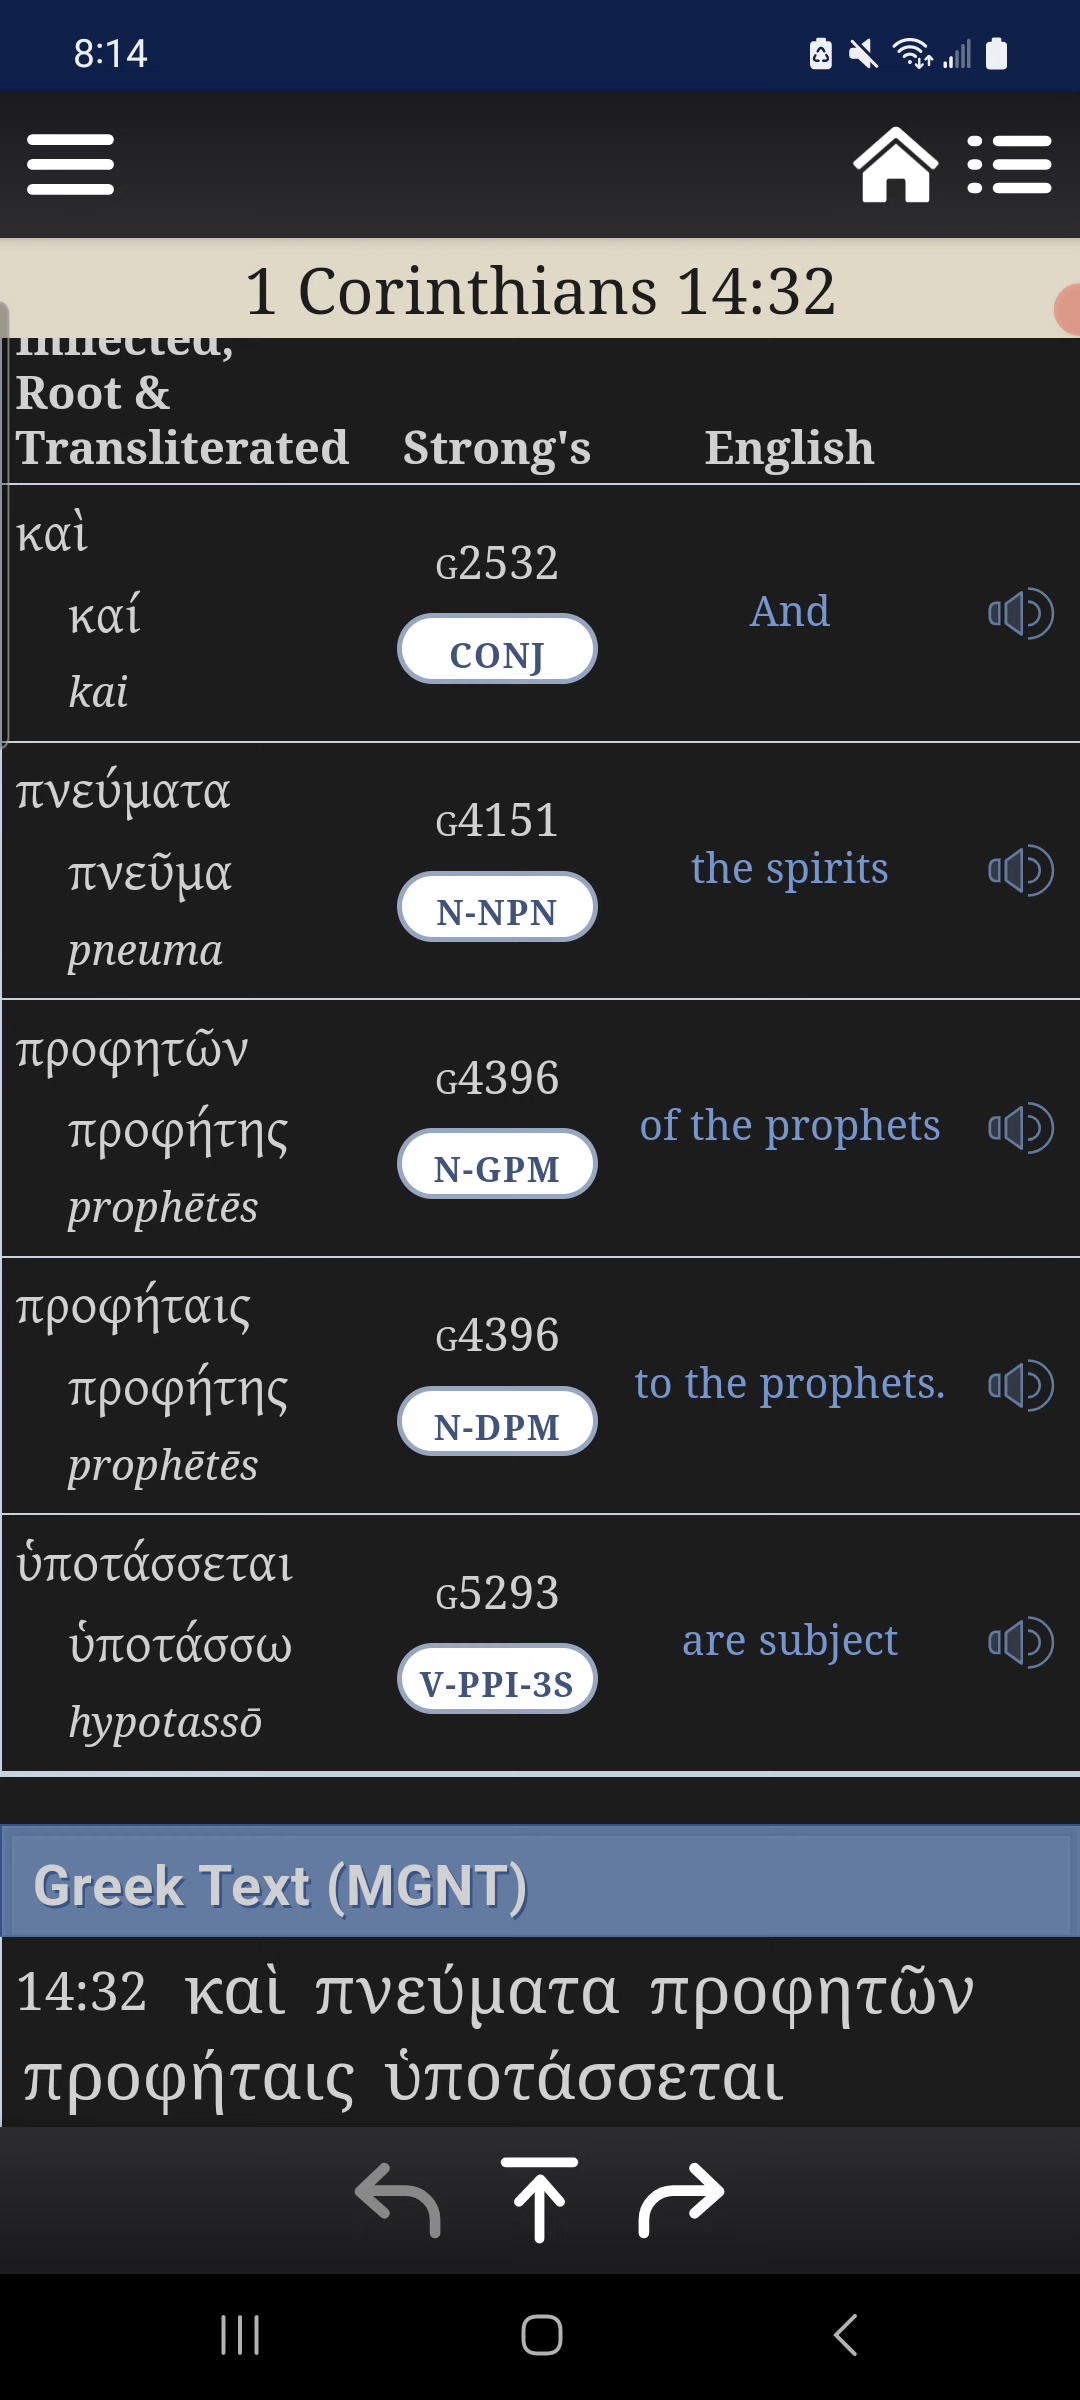 8:14
1 Corinthians 14:32
Inflected,
Root &
Transliterated Strong's English
καὶ
καί
kai
G2532
CONJ
And
πνεύματα
πνεῦμα
pneuma
G4151
N-NPN
the spirits
προφητῶν
προφήτης
prophētēs
G4396
N-GPM
of the prophets
προφήταις
προφήτης
prophētēs
G4396
N-DPM
to the prophets.
ὑποτάσσεται
ὑποτάσσω
hypotassō
G5293
V-PPI-3S
are subject
Greek Text (MGNT)
14:32 καὶ πνεύματα προφητῶν
προφήταις ὑποτάσσεται